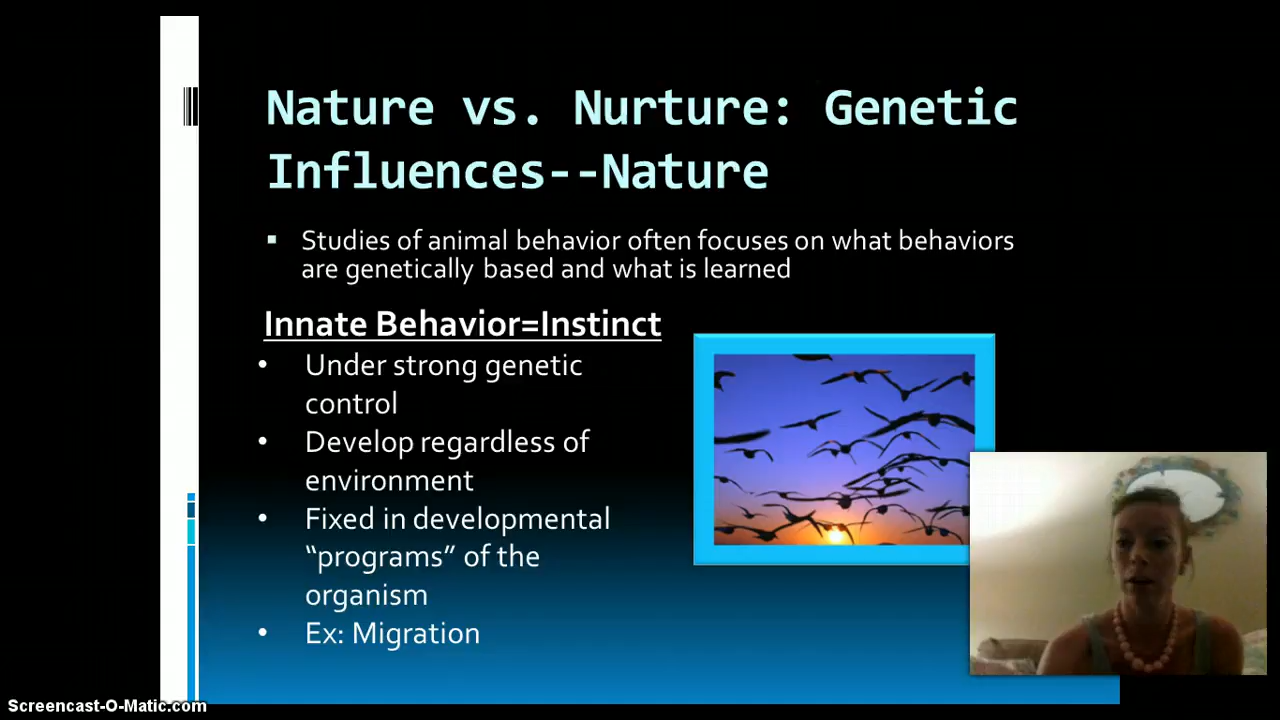 Nature vs. Nurture: Genetic
Influences--Nature
▪ Studies of animal behavior often focuses on what behaviors
are genetically based and what is learned
Innate Behavior=Instinct
• Under strong genetic
control
• Develop regardless of
environment
• Fixed in developmental
“programs” of the
organism
• Ex: Migration
Screencast-O-Matic.com